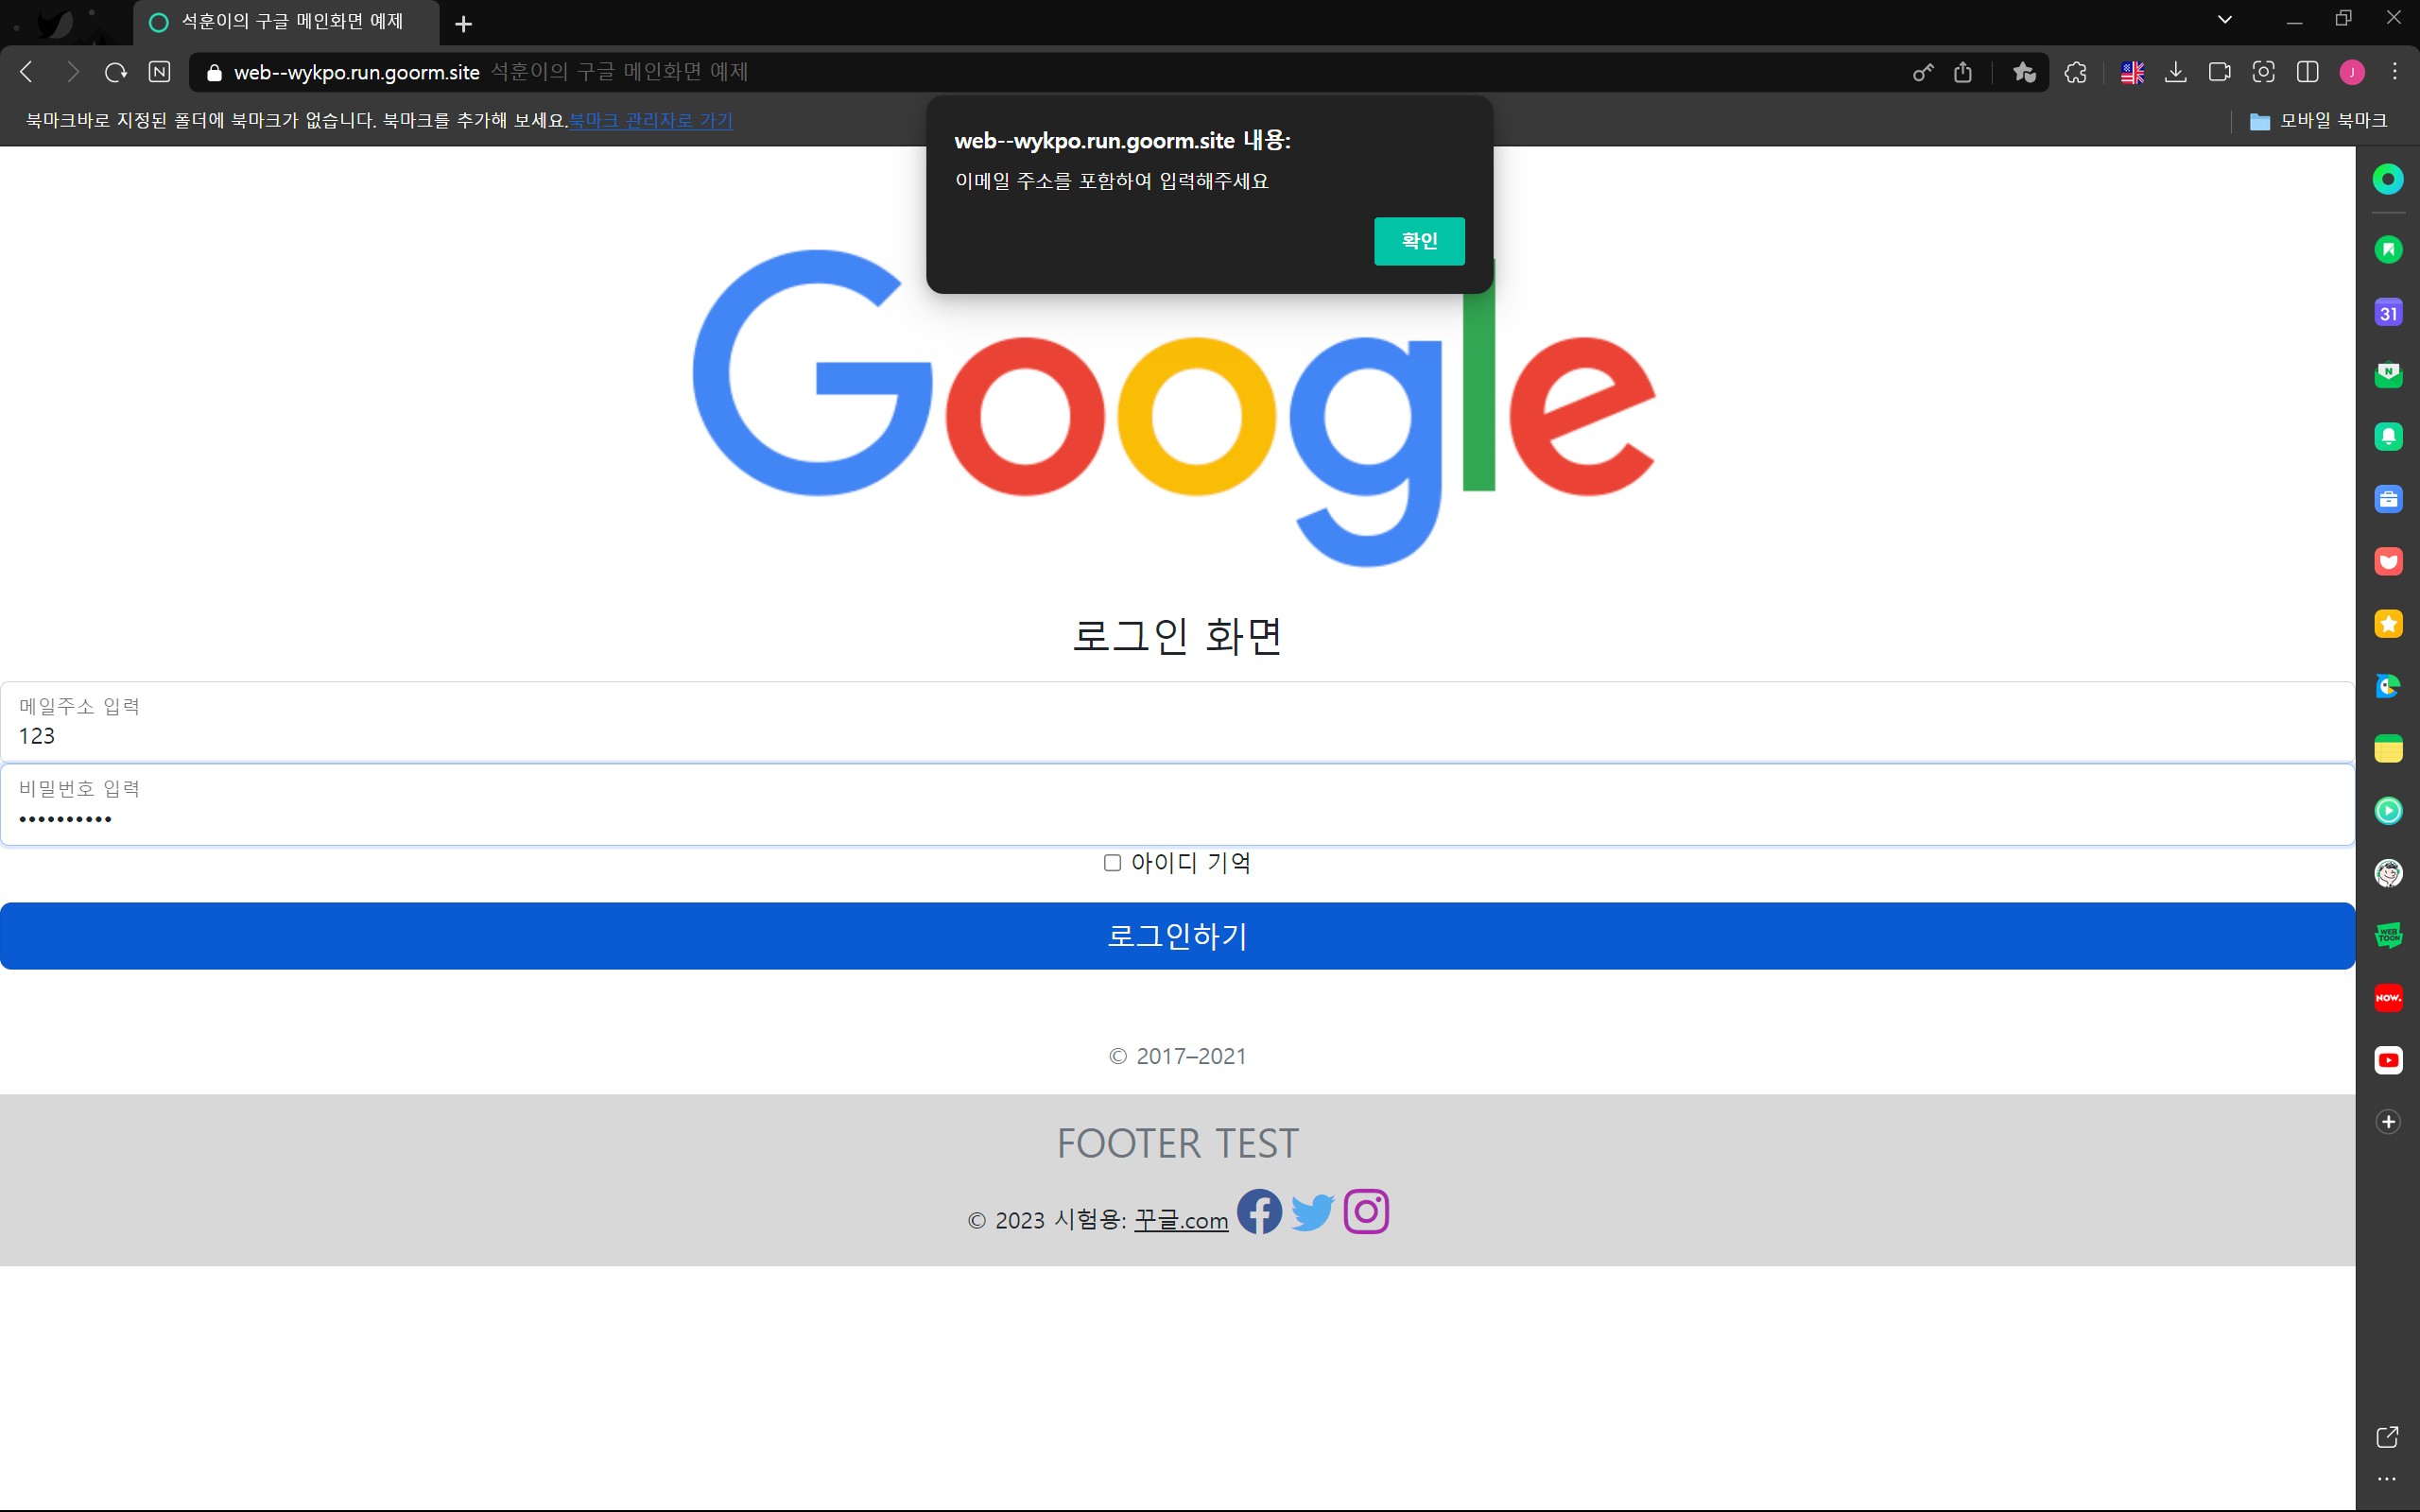 석훈이의 구글 메인화면 예제
web--wykpo.run.goorm.site 석훈이의 구글 메인화면 예제
J
북마크바로 지정된 폴더에 북마크가 없습니다. 북마크를 추가해 보세요.북마크 관리자로 가기
모바일 북마크
web--wykpo.run.goorm.site 내용:
이메일 주소를 포함하여 입력해주세요
확인
Google
로그인 화면
메일주소 입력
123
비밀번호 입력
••••••••••
아이디 기억
로그인하기
© 2017–2021
FOOTER TEST
© 2023 시험용: 꾸글.com
N
31
N
WEB
TOON
NOW.